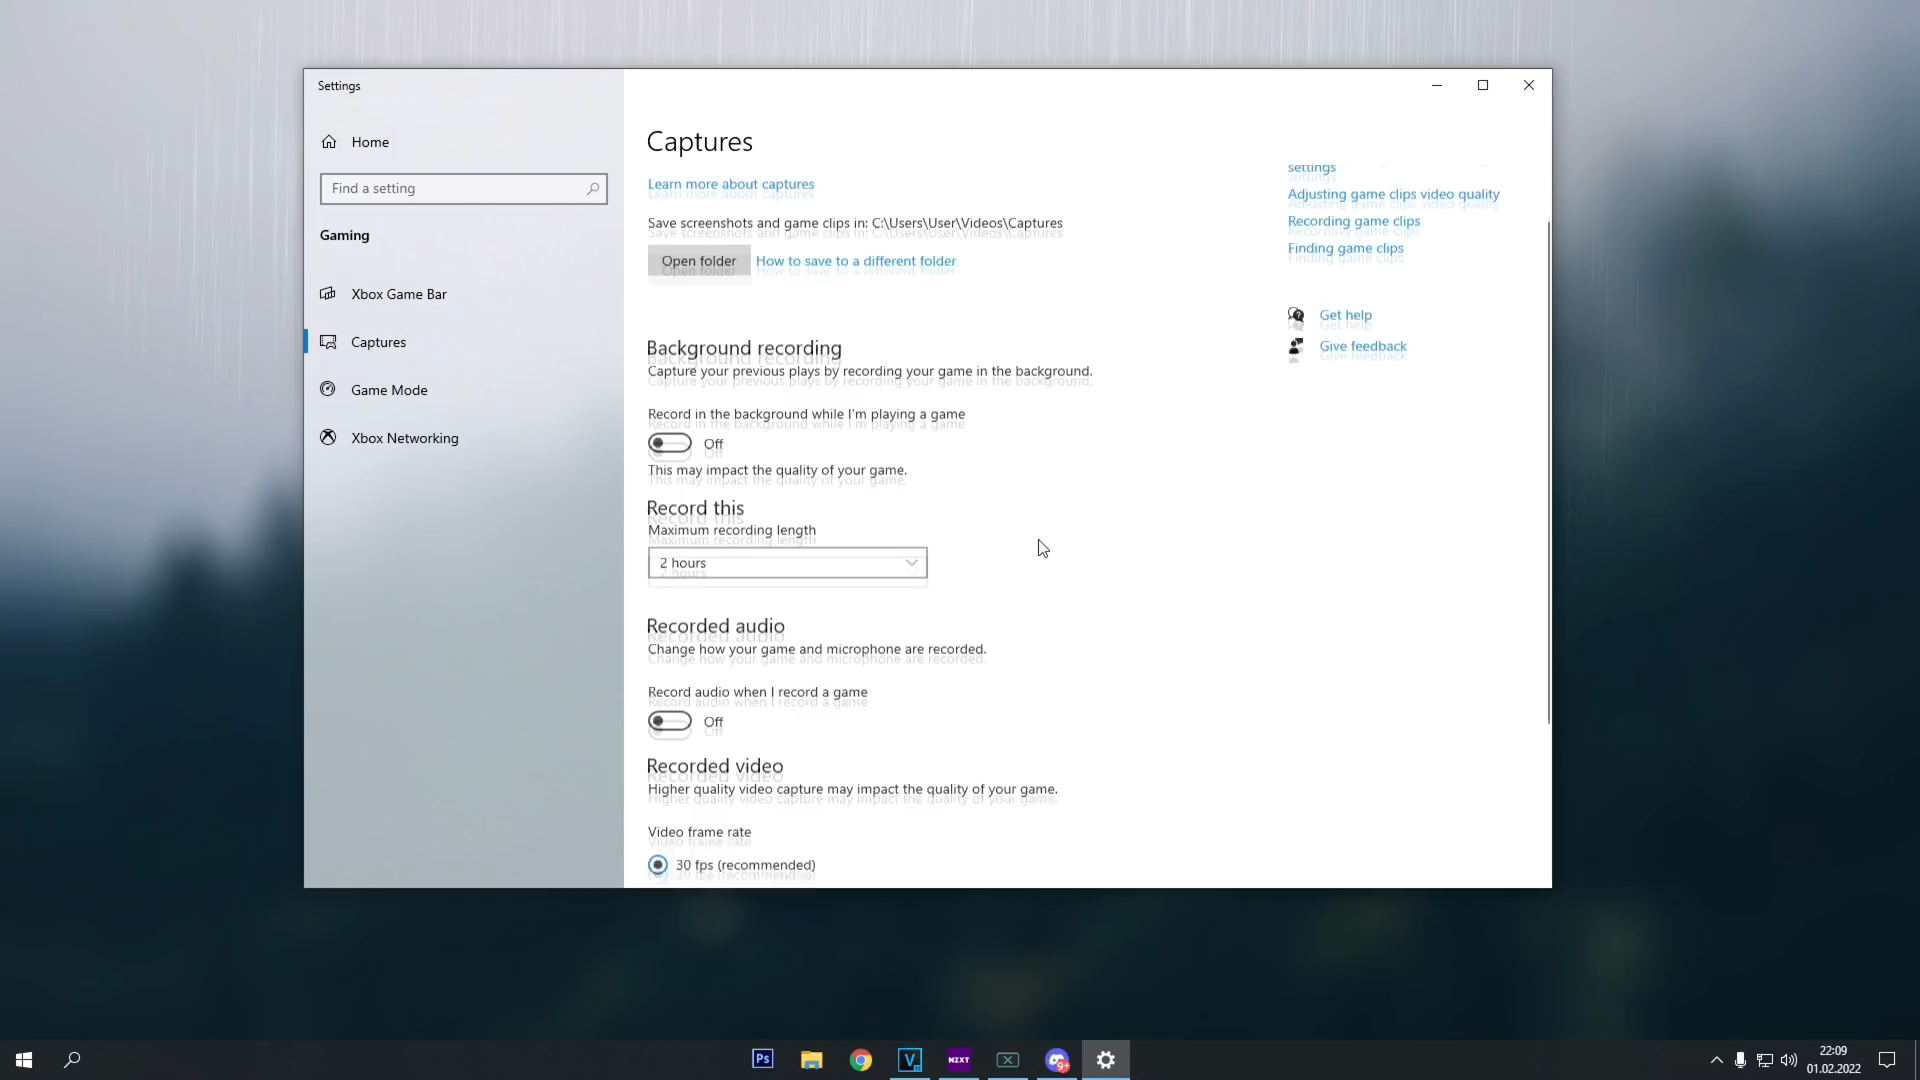 Settings
Home
Find a setting
Gaming
Xbox Game Bar
Captures
Game Mode
Xbox Networking
Captures
Learn more about captures
Save screenshots and game clips in: C:\Users\User\Videos\Captures
Open folder
How to save to a different folder
Background recording
Capture your previous plays by recording your game in the background.
Record in the background while I'm playing a game
Off
This may impact the quality of your game.
Record this
Maximum recording length
2 hours
Recorded audio
Change how your game and microphone are recorded.
Record audio when I record a game
Off
Recorded video
Higher quality video capture may impact the quality of your game.
Video frame rate
30 fps (recommended)
settings
Adjusting game clips video quality
Recording game clips
Finding game clips
Get help
Give feedback
Ps
V
NZXT
9+
22:09
01.02.2022